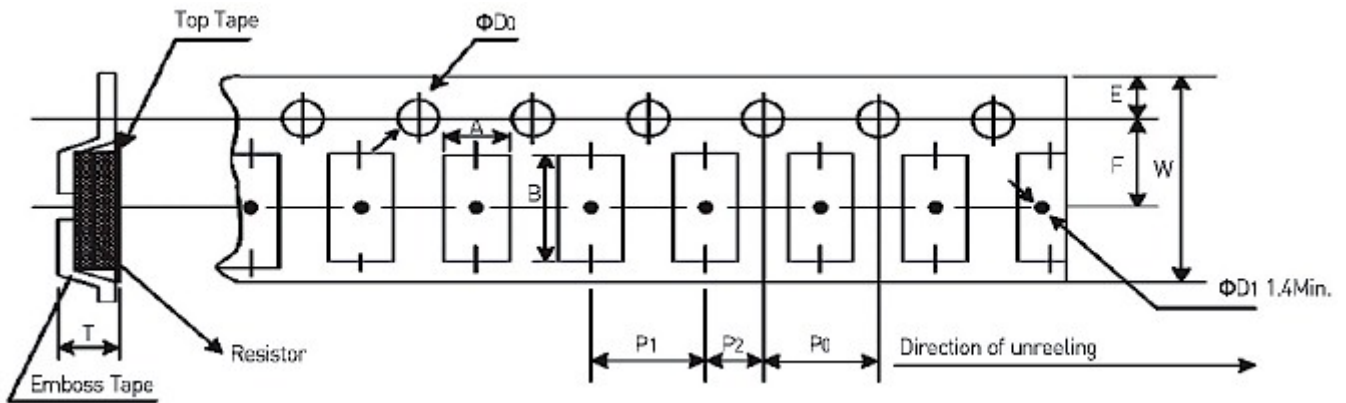 Top Tape
ΦD0
E
A
F
W
B
ΦD1 1.4Min.
T
Resistor
P1
P2
P0
Direction of unreeling
Emboss Tape